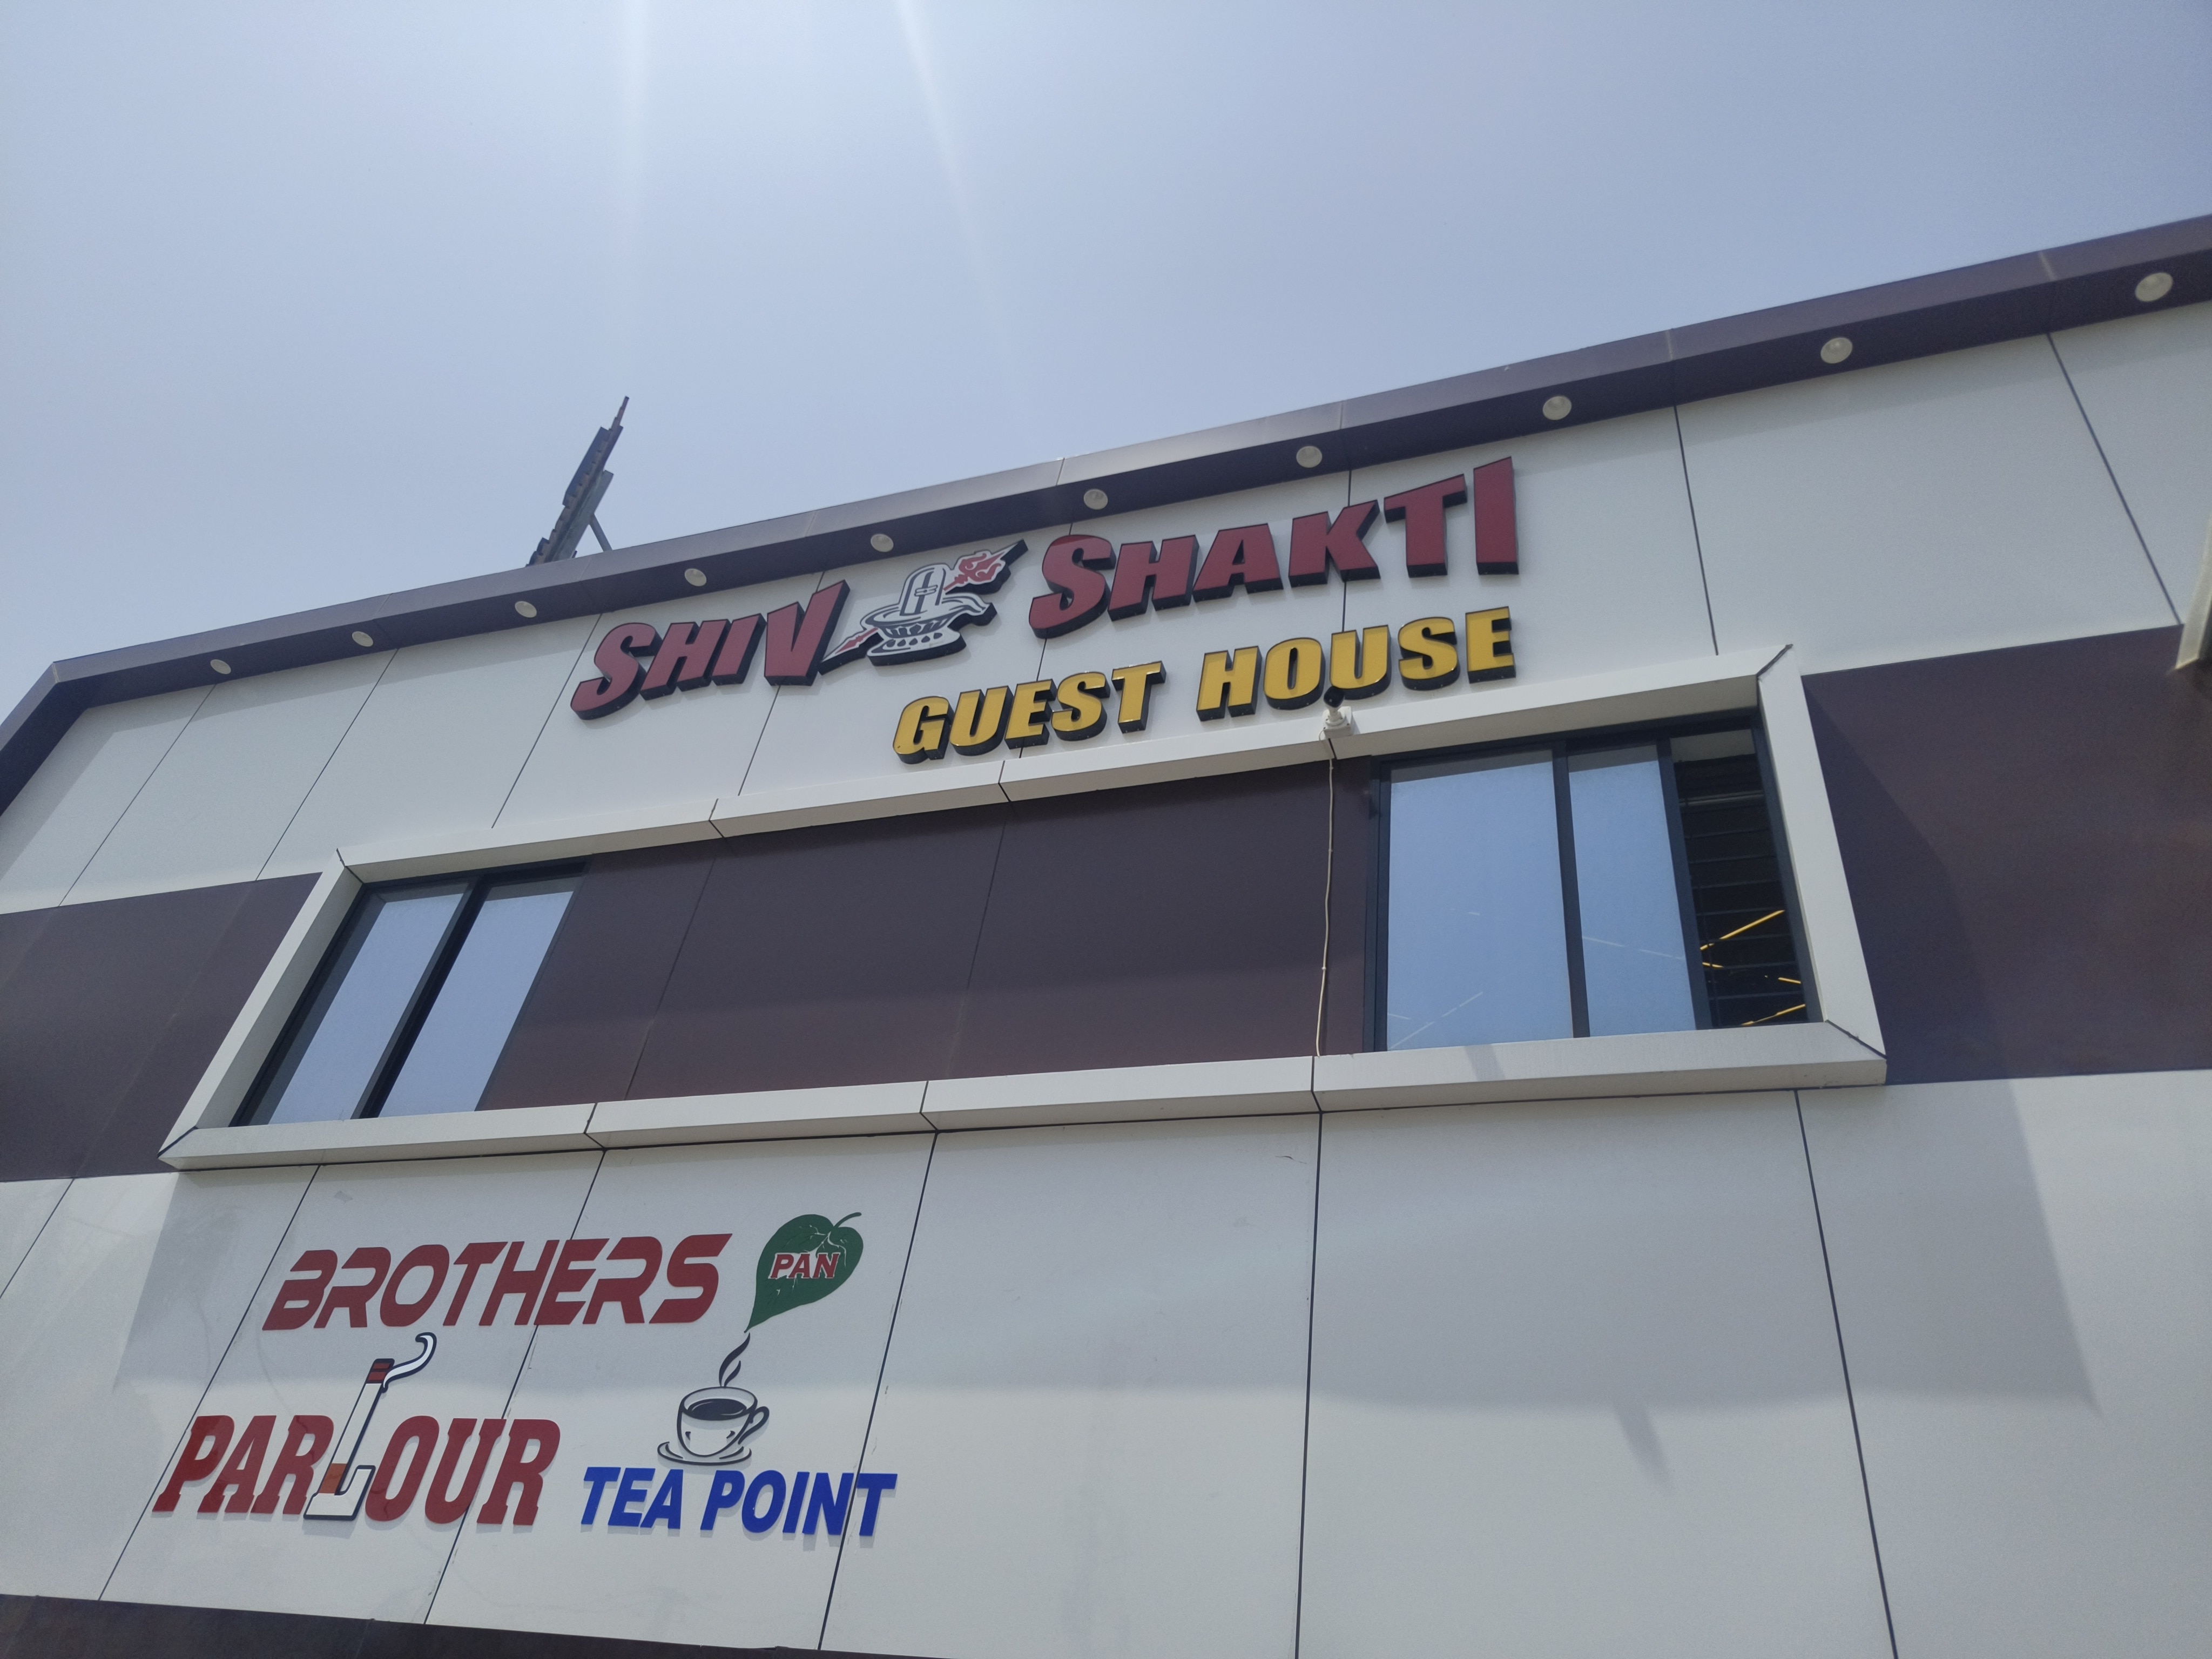 SHIV SHAKTI
GUEST HOUSE
BROTHERS PAN
PARLOUR TEA POINT